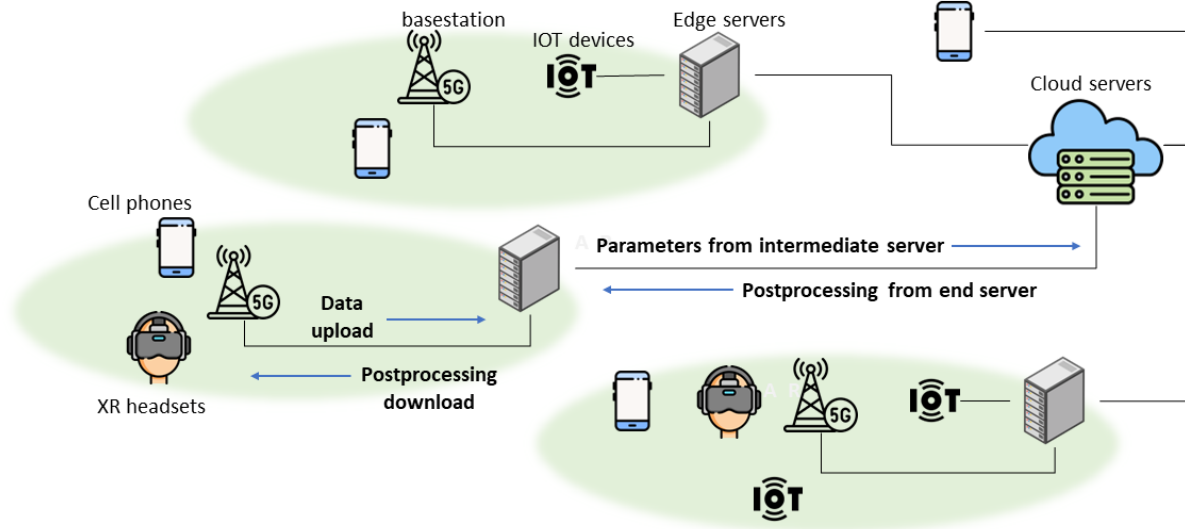 basestation
Edge servers
IOT devices
IOT
5G
Cloud servers
Cell phones
Parameters from intermediate server
5G
Data
upload
Postprocessing from end server
Postprocessing
download
XR headsets
IOT
5G
IOT